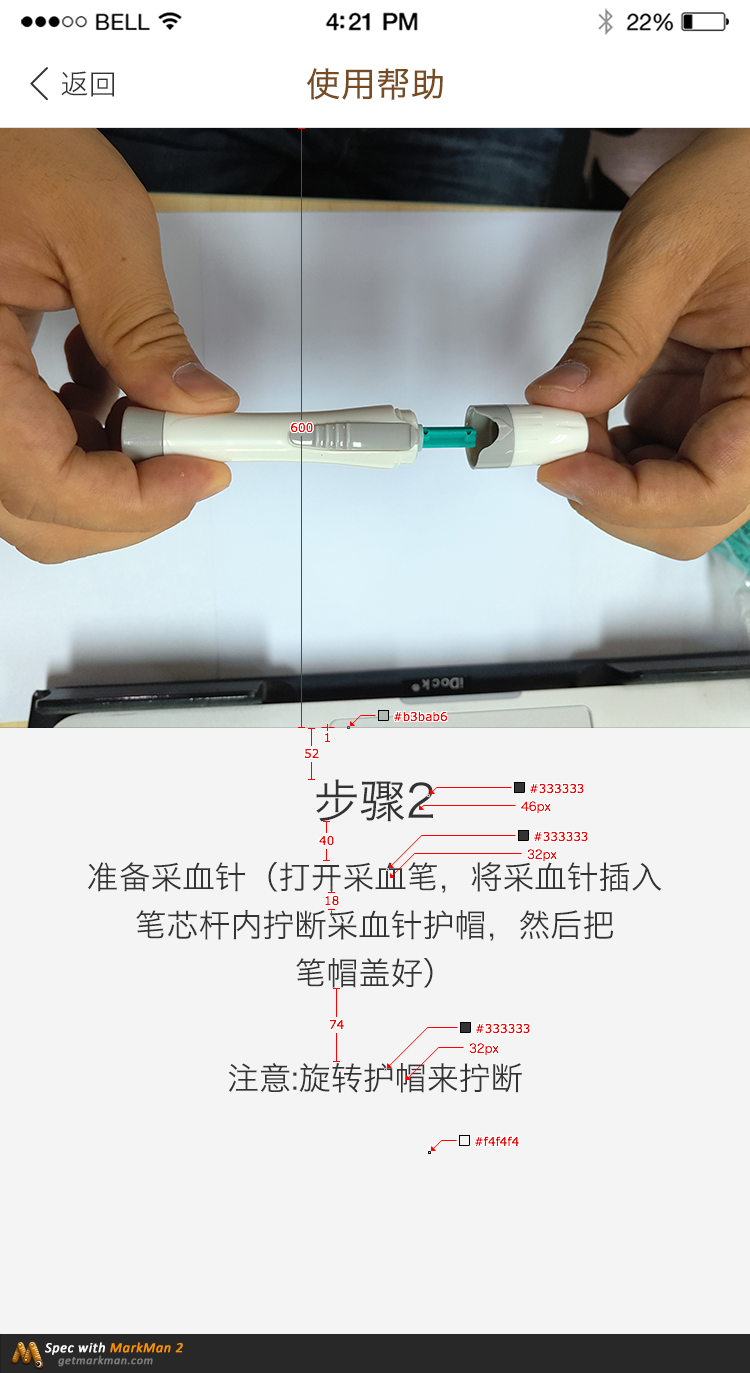 BELL 4:21 PM 22%
返回 使用帮助
600
iDock
#b3bab6
1
52
步骤2
#333333
46px
40
#333333
32px
准备采血针（打开采血笔，将采血针插入
18
笔芯杆内拧断采血针护帽，然后把
笔帽盖好）
74
#333333
32px
注意:旋转护帽来拧断
#f4f4f4
Spec with MarkMan 2
getmarkman.com